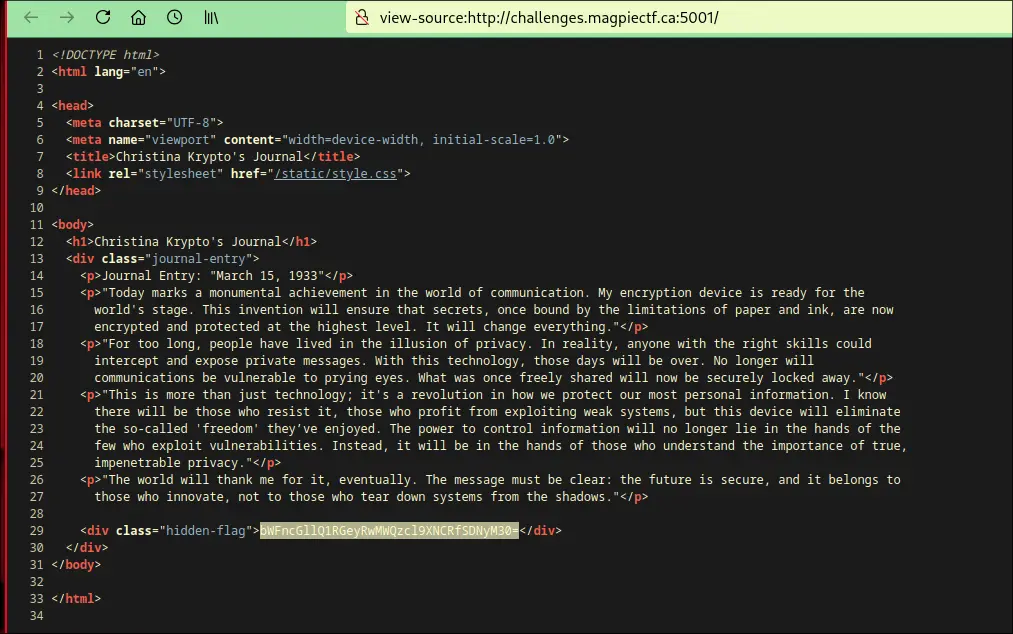 view-source:http://challenges.magpiectf.ca:5001/
1 <!DOCTYPE html>
2 <html lang="en">
3
4 <head>
5 <meta charset="UTF-8">
6 <meta name="viewport" content="width=device-width, initial-scale=1.0">
7 <title>Christina Krypto's Journal</title>
8 <link rel="stylesheet" href="/static/style.css">
9 </head>
10
11 <body>
12 <h1>Christina Krypto's Journal</h1>
13 <div class="journal-entry">
14 <p>Journal Entry: "March 15, 1933"</p>
15 <p>"Today marks a monumental achievement in the world of communication. My encryption device is ready for the
16 world's stage. This invention will ensure that secrets, once bound by the limitations of paper and ink, are now
17 encrypted and protected at the highest level. It will change everything."</p>
18 <p>"For too long, people have lived in the illusion of privacy. In reality, anyone with the right skills could
19 intercept and expose private messages. With this technology, those days will be over. No longer will
20 communications be vulnerable to prying eyes. What was once freely shared will now be securely locked away."</p>
21 <p>"This is more than just technology; it's a revolution in how we protect our most personal information. I know
22 there will be those who resist it, those who profit from exploiting weak systems, but this device will eliminate
23 the so-called 'freedom' they’ve enjoyed. The power to control information will no longer lie in the hands of the
24 few who exploit vulnerabilities. Instead, it will be in the hands of those who understand the importance of true,
25 impenetrable privacy."</p>
26 <p>"The world will thank me for it, eventually. The message must be clear: the future is secure, and it belongs to
27 those who innovate, not to those who tear down systems from the shadows."</p>
28
29 <div class="hidden-flag">bWFncGllQ1RGeyRwMWQzcl9XNCRfSDNyM30=</div>
30 </div>
31 </body>
32
33 </html>
34